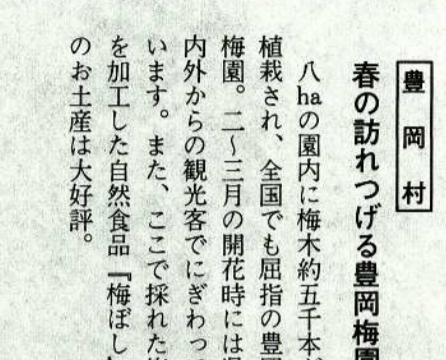 豊岡村
春の訪れつげる豊岡梅園
八haの園内に梅木約五千本
植栽され、全国でも屈指の豊岡
梅園。二〜三月の開花時には
内外からの観光客でにぎわって
います。また、ここで採れた
を加工した自然食品『梅ぼし
のお土産は大好評。